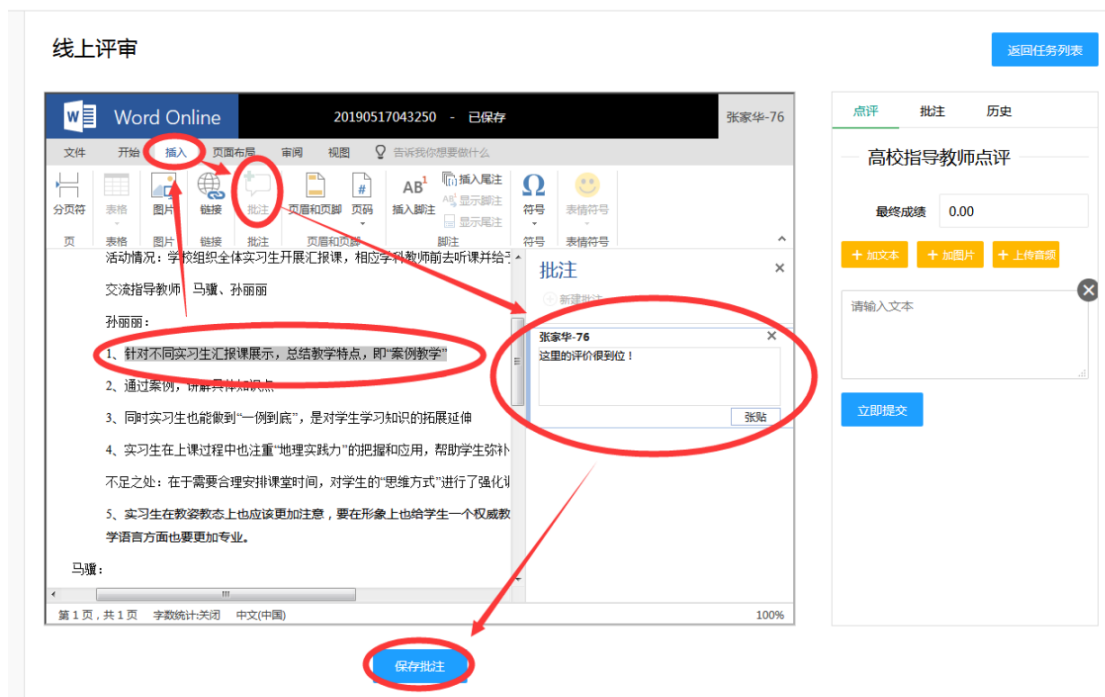 线上评审
返回任务列表
Word Online
20190517043250 - 已保存
张家华-76
文件 开始 插入 页面布局 审阅 视图 告诉我你想要做什么
分页符 表格 图片 链接 批注 页眉和页脚 页码 插入脚注 插入尾注 显示脚注 显示尾注 符号 表情符号
页 表格 图片 链接 批注 页眉和页脚 脚注 符号 表情符号
活动情况：学校组织全体实习生开展汇报课，相应学科教师前去听课并给于
交流指导教师 马骥、孙丽丽
孙丽丽：
1、针对不同实习生汇报课展示，总结教学特点，即“案例教学”
2、通过案例，讲解具体知识点
3、同时实习生也能做到“一例到底”，是对学生学习知识的拓展延伸
4、实习生在上课过程中也注重“地理实践力”的把握和应用，帮助学生弥补
不足之处：在于需要合理安排课堂时间，对学生的“思维方式”进行了强化
5、实习生在教姿教态上也应该更加注意，要在形象上也给学生一个权威教
学语言方面也要更加专业。
马骥：
第 1 页，共 1 页 字数统计:关闭 中文(中国)
100%
批注
新建批注
张家华-76
这里的评价很到位！
张贴
保存批注
点评 批注 历史
高校指导教师点评
最终成绩 0.00
+ 加文本 + 加图片 + 上传音频
请输入文本
立即提交